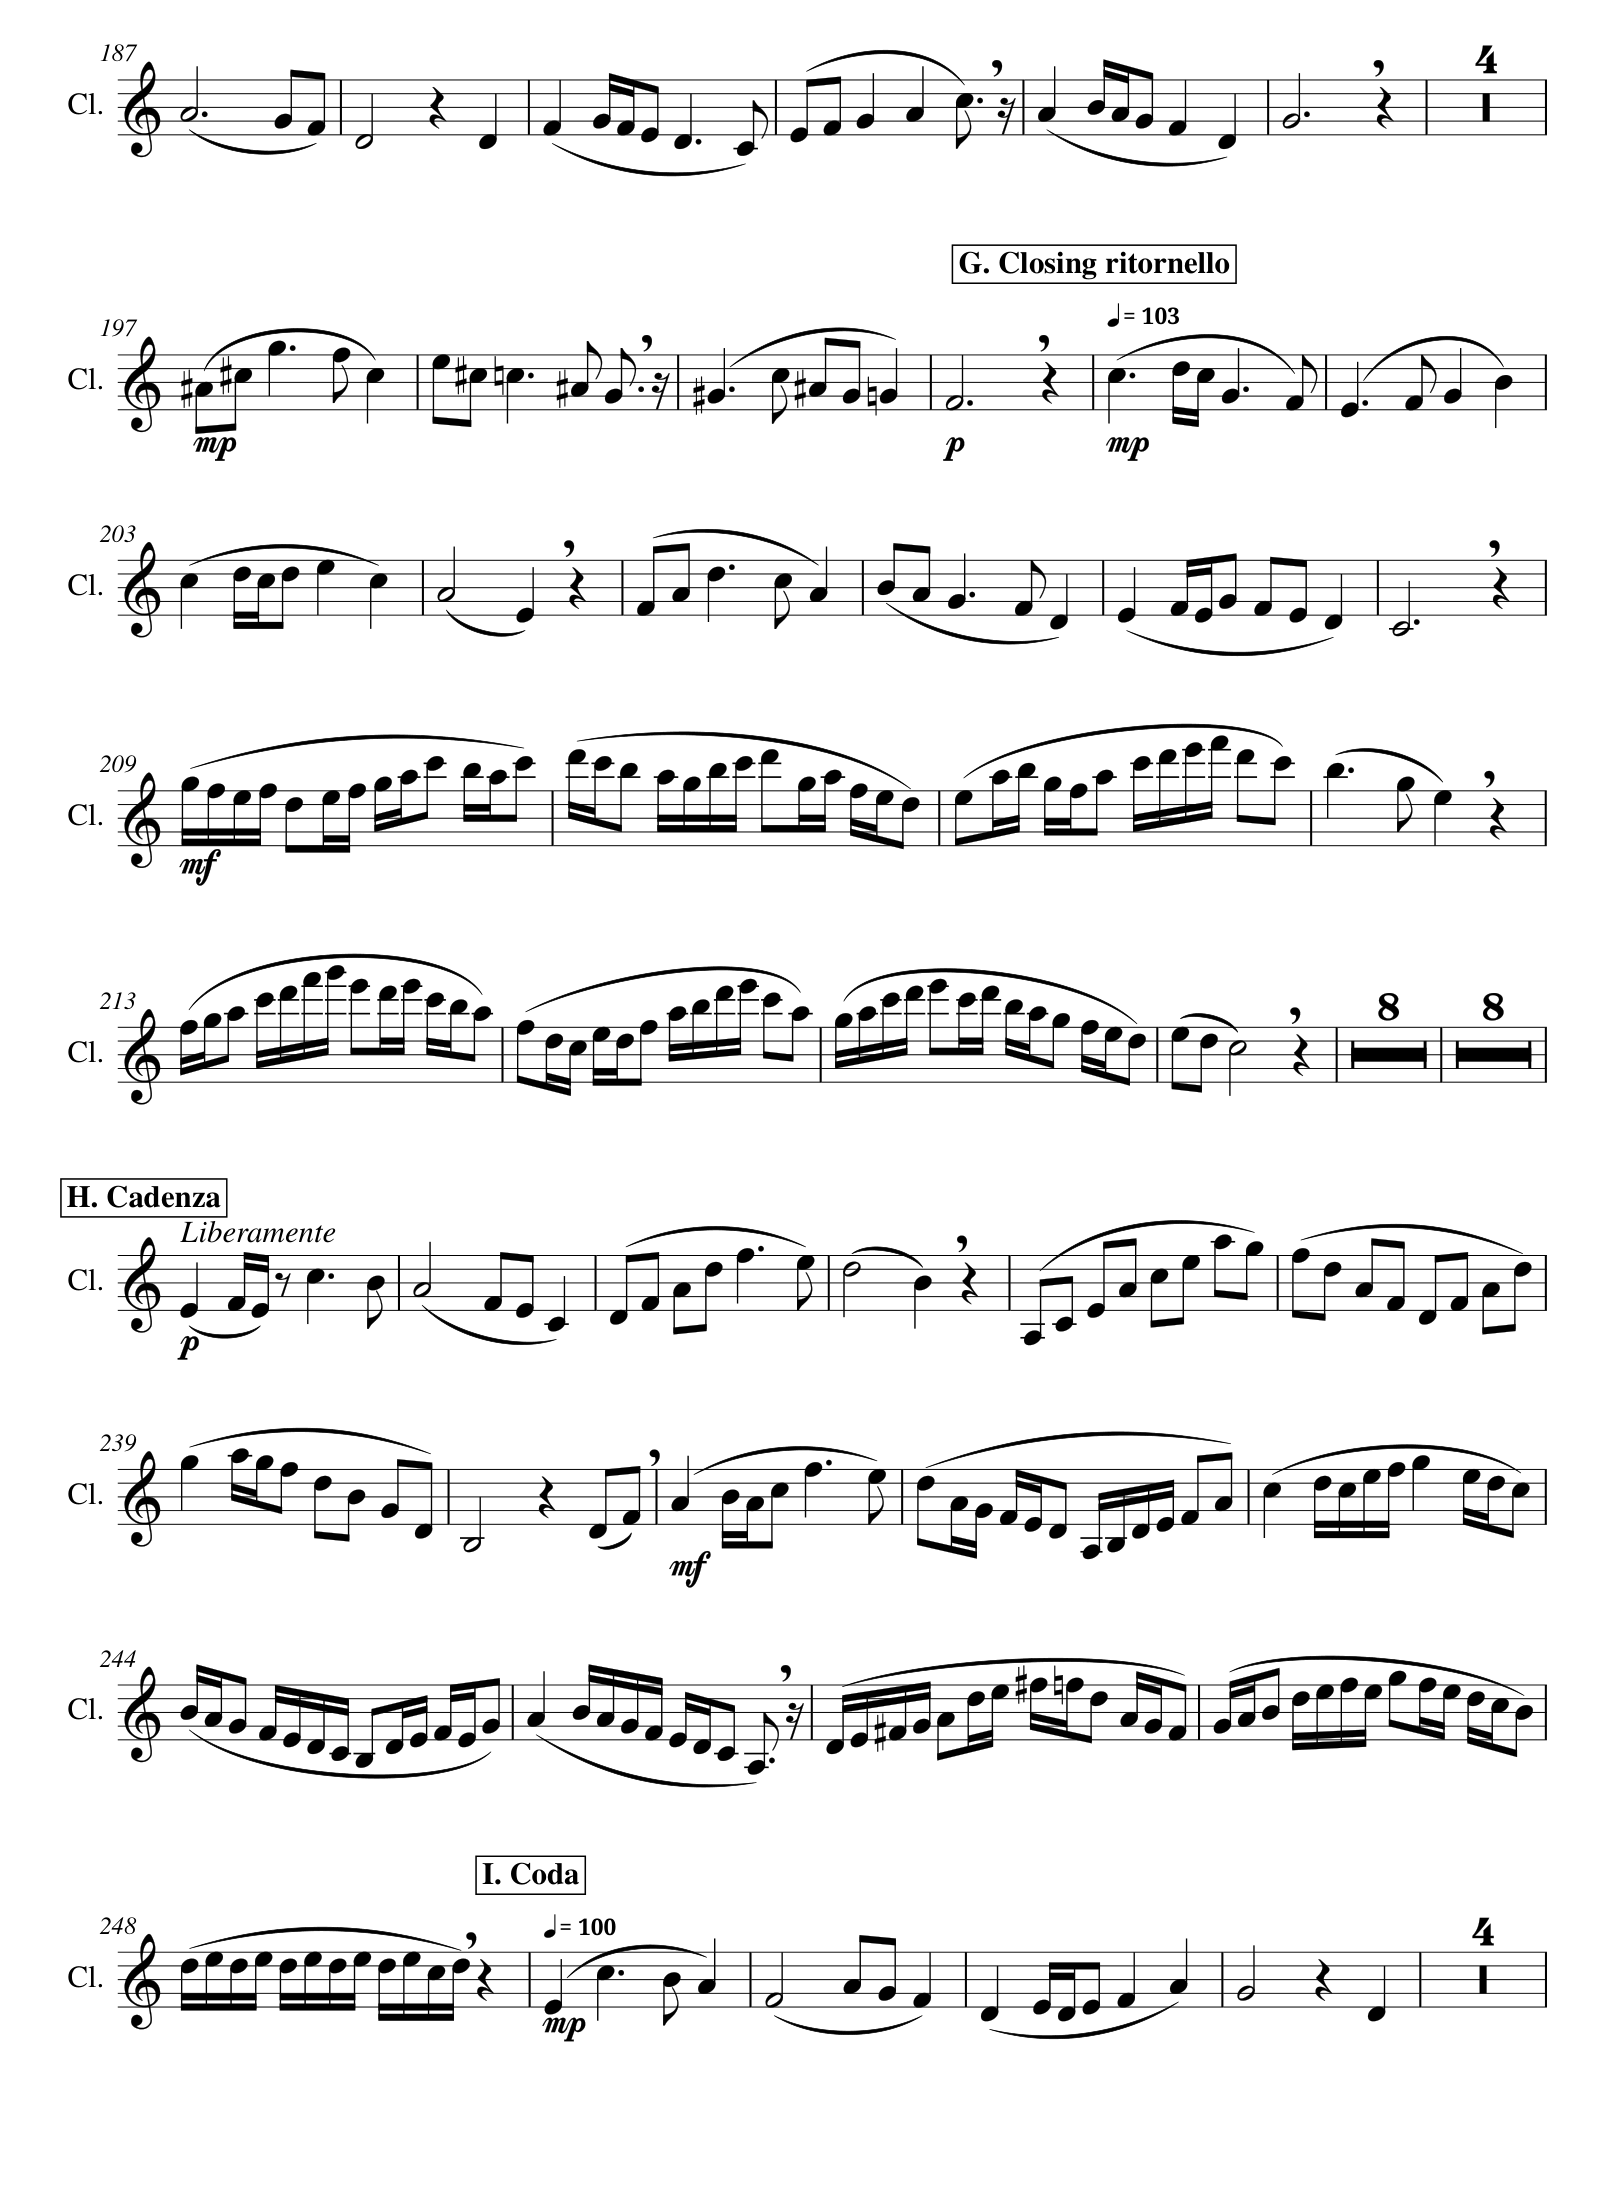 187
Cl.
4
G. Closing ritornello
197
= 103
Cl.
mp
p
mp
203
Cl.
209
Cl.
mf
213
Cl.
8
8
H. Cadenza
Liberamente
Cl.
p
239
Cl.
mf
244
Cl.
I. Coda
248
= 100
4
Cl.
mp